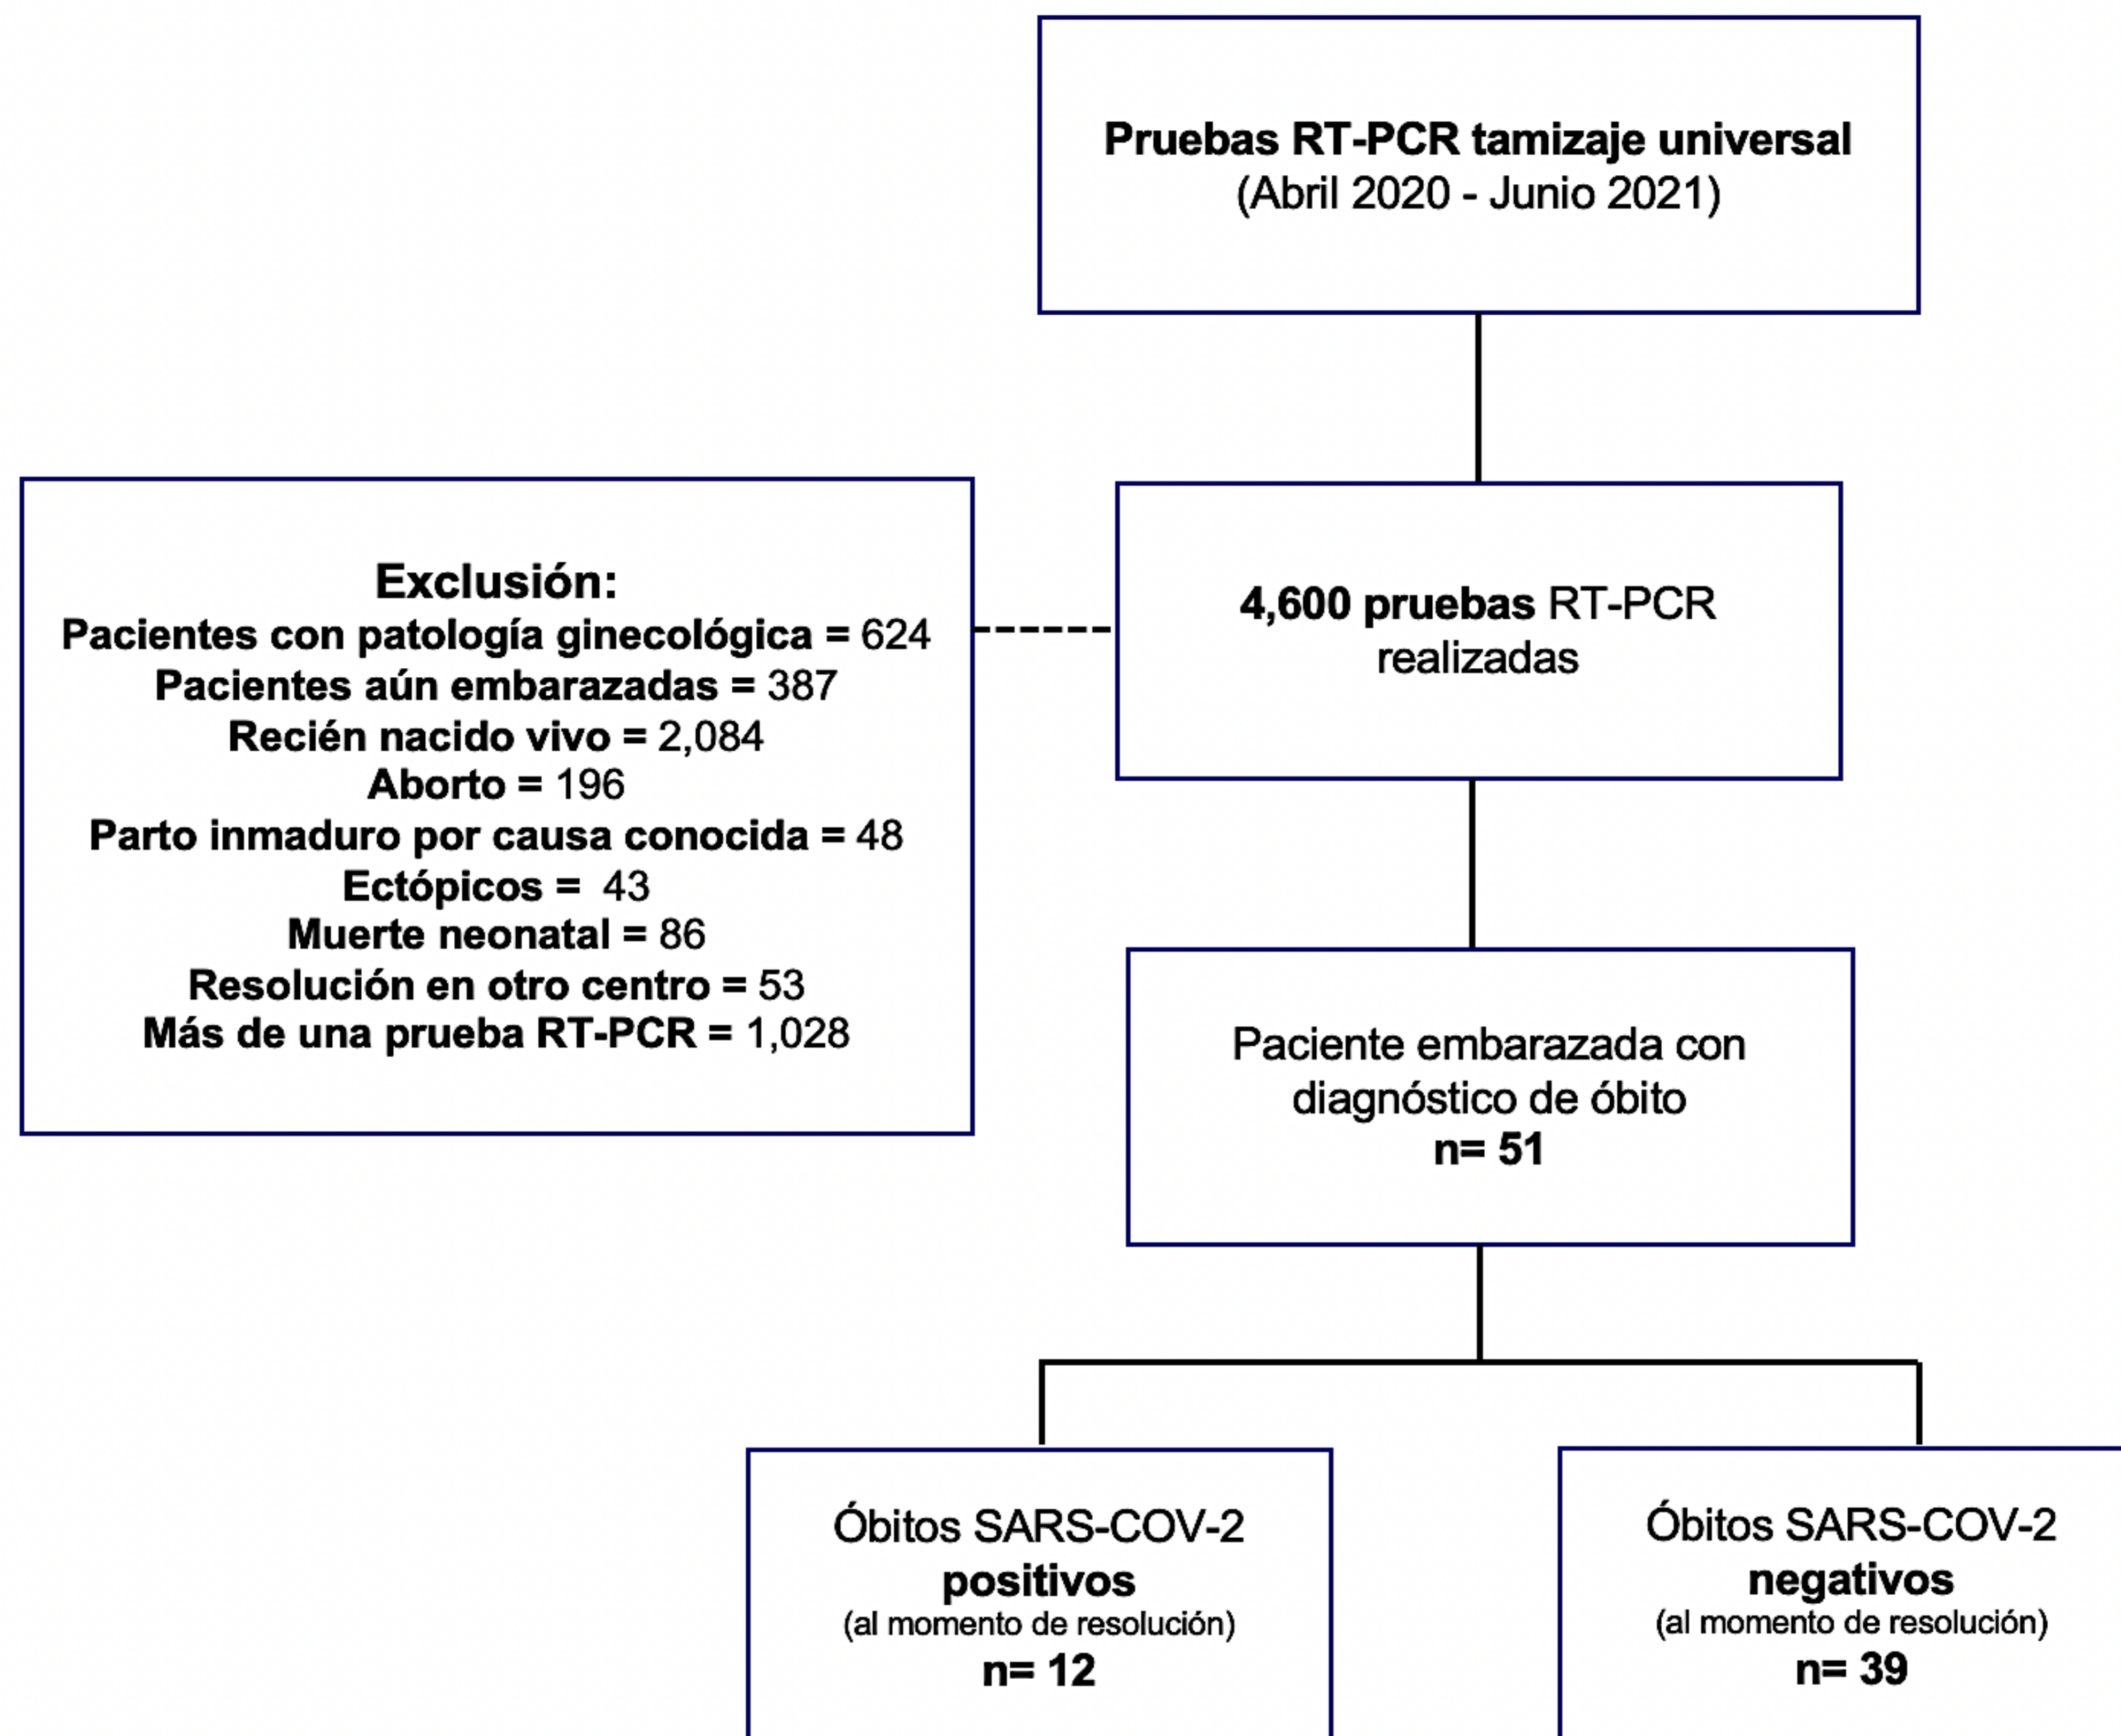 Pruebas RT-PCR tamizaje universal
(Abril 2020 - Junio 2021)
Exclusión:
Pacientes con patología ginecológica = 624
Pacientes aún embarazadas = 387
Recién nacido vivo = 2,084
Aborto = 196
Parto inmaduro por causa conocida = 48
Ectópicos = 43
Muerte neonatal = 86
Resolución en otro centro = 53
Más de una prueba RT-PCR = 1,028
4,600 pruebas RT-PCR
realizadas
Paciente embarazada con
diagnóstico de óbito
n= 51
Óbitos SARS-COV-2
positivos
(al momento de resolución)
n= 12
Óbitos SARS-COV-2
negativos
(al momento de resolución)
n= 39